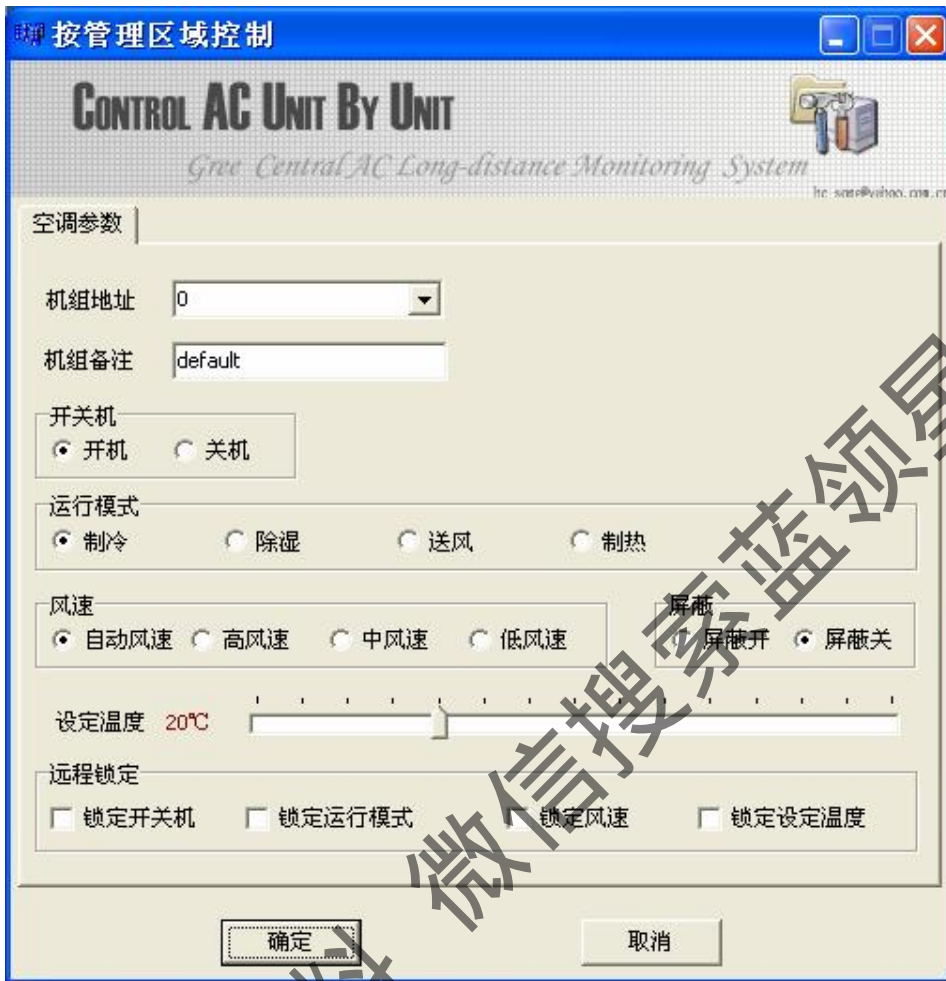 按管理区域控制
CONTROL AC UNIT BY UNIT
Gree Central AC Long-distance Monitoring System
空调参数
机组地址 0
机组备注 default
开关机
开机 关机
运行模式
制冷 除湿 送风 制热
风速 屏蔽
自动风速 高风速 中风速 低风速 屏蔽开 屏蔽关
设定温度 20℃
远程锁定
锁定开关机 锁定运行模式 锁定风速 锁定设定温度
确定 取消
料 微信搜索蓝领星